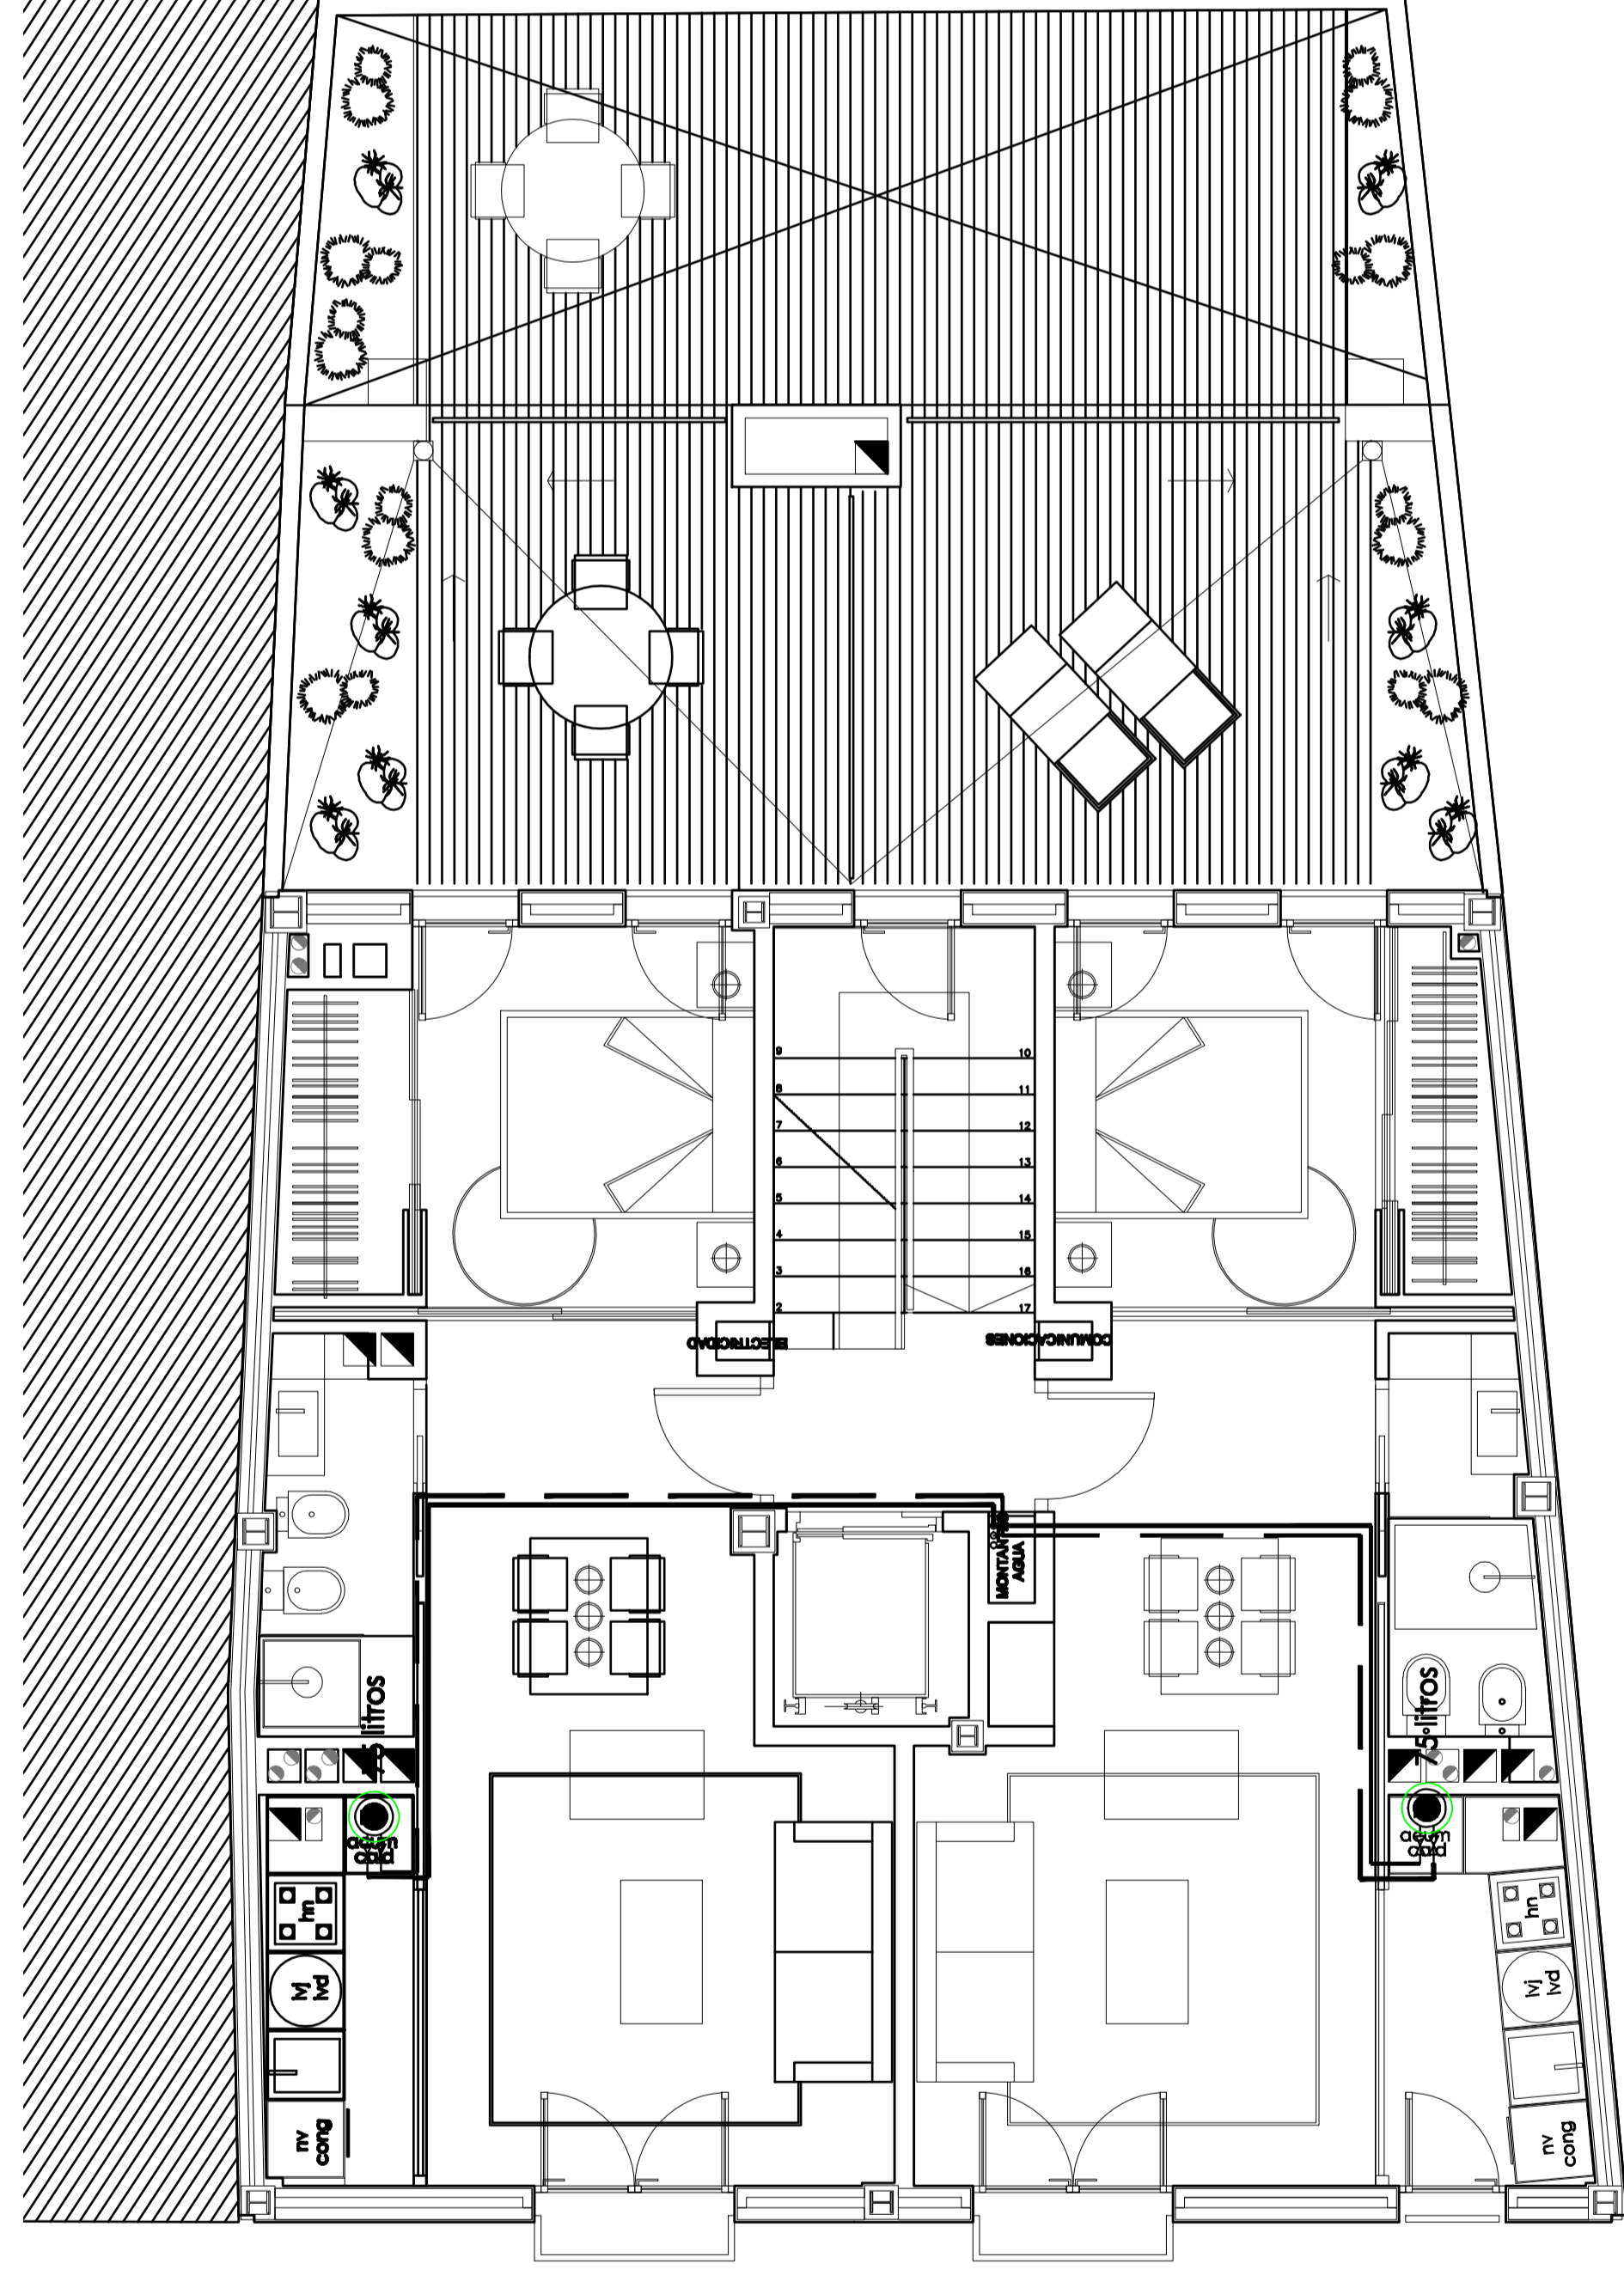 9 10
8 11
7 12
6 13
5 14
4 15
3 16
2 17
ELECTRICIDAD
COMUNICACIONES
MONTANTES
AGUA
75 litros
75 litros
acum
cald
acum
cald
hn
hn
lvj
lvd
lvj
lvd
nv
cong
nv
cong